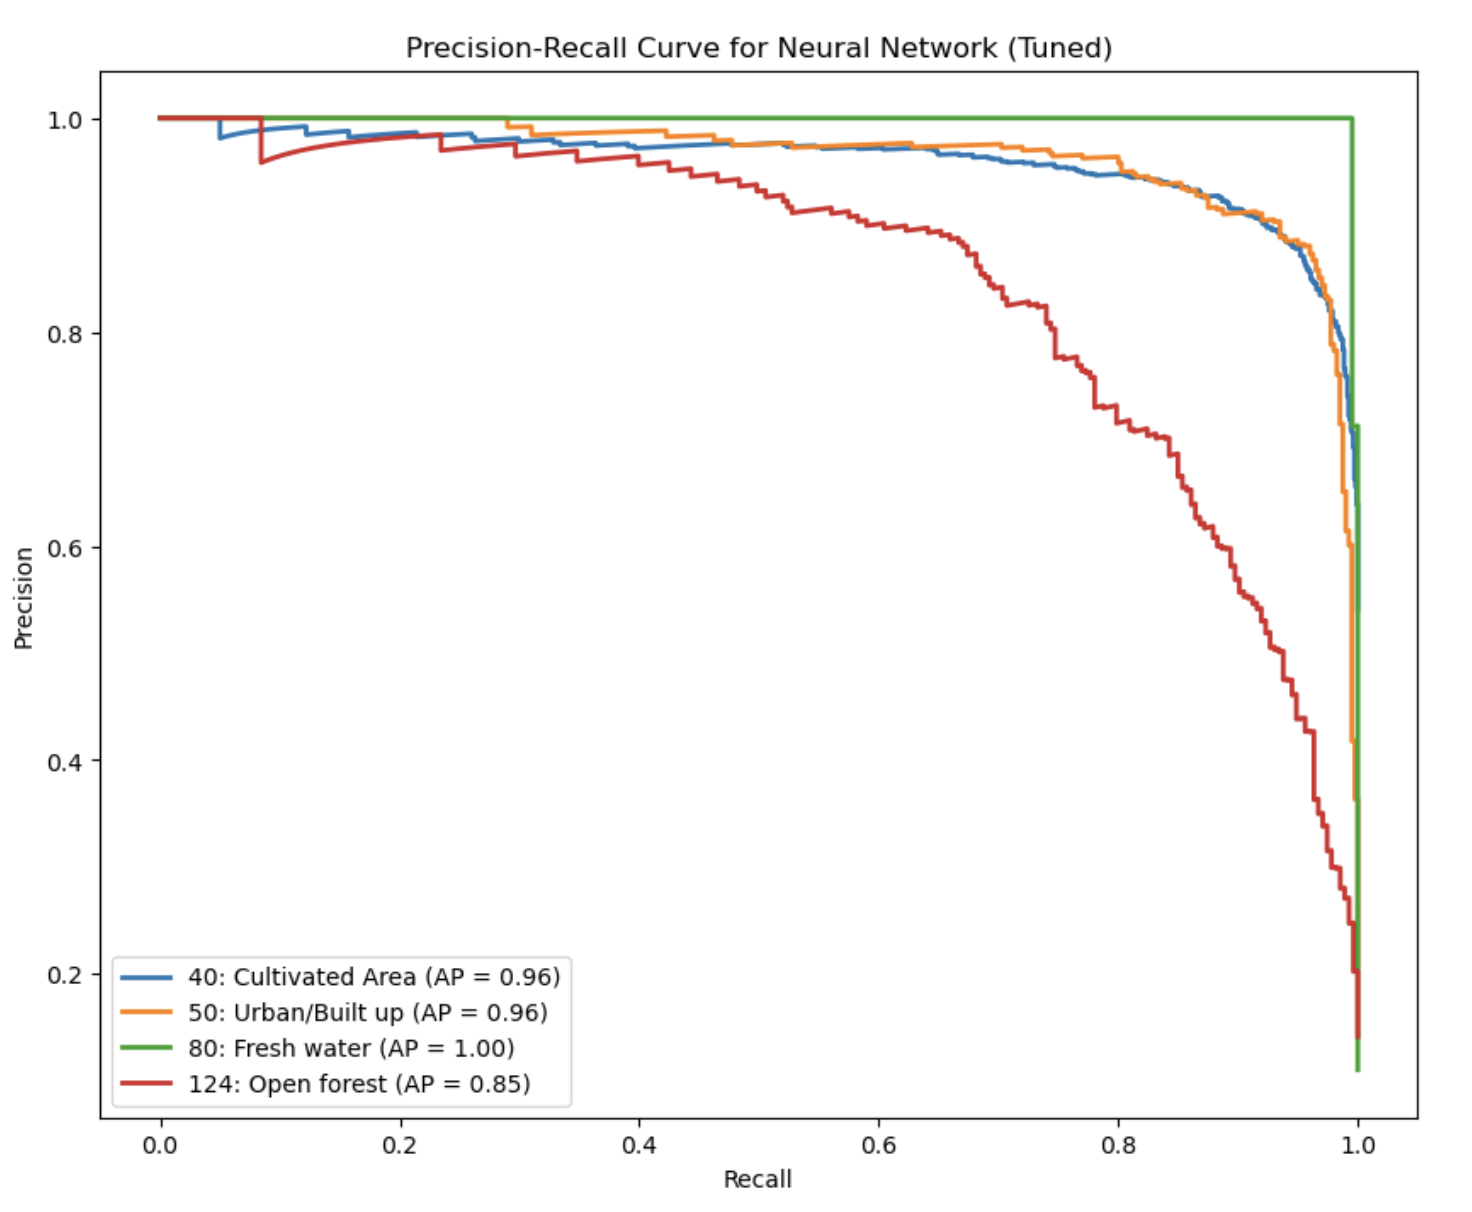 Precision-Recall Curve for Neural Network (Tuned)
Precision
1.0
0.8
0.6
0.4
0.2
40: Cultivated Area (AP = 0.96)
50: Urban/Built up (AP = 0.96)
80: Fresh water (AP = 1.00)
124: Open forest (AP = 0.85)
0.0 0.2 0.4 0.6 0.8 1.0
Recall